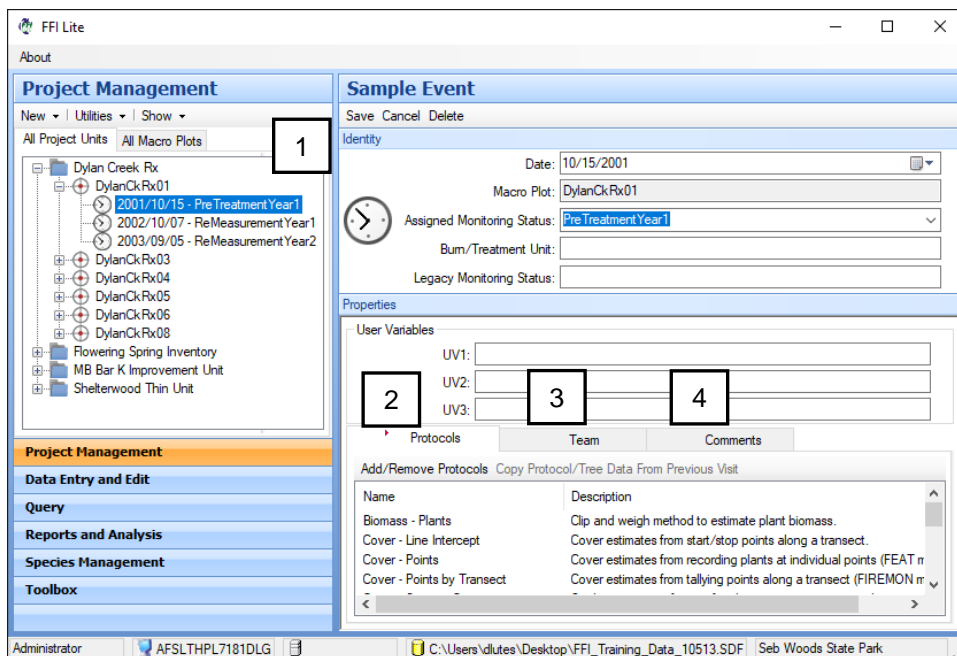 FFI Lite
About
Project Management
New Utilities Show
All Project Units All Macro Plots
1
Dylan Creek Rx
DylanCkRx01
2001/10/15 - PreTreatmentYear1
2002/10/07 - ReMeasurementYear1
2003/09/05 - ReMeasurementYear2
DylanCkRx03
DylanCkRx04
DylanCkRx05
DylanCkRx06
DylanCkRx08
Flowering Spring Inventory
MB Bar K Improvement Unit
Shelterwood Thin Unit
Project Management
Data Entry and Edit
Query
Reports and Analysis
Species Management
Toolbox
Sample Event
Save Cancel Delete
Identity
Date: 10/15/2001
Macro Plot: DylanCkRx01
Assigned Monitoring Status: PreTreatmentYear1
Burn/Treatment Unit:
Legacy Monitoring Status:
Properties
User Variables
UV1:
UV2:
UV3:
2 3 4
Protocols Team Comments
Add/Remove Protocols Copy Protocol/Tree Data From Previous Visit
Name Description
Biomass - Plants Clip and weigh method to estimate plant biomass.
Cover - Line Intercept Cover estimates from start/stop points along a transect.
Cover - Points Cover estimates from recording plants at individual points (FEAT m
Cover - Points by Transect Cover estimates from tallying points along a transect (FIREMON m
Administrator AFSLTHPL7181DLG C:\Users\dlutes\Desktop\FFI_Training_Data_10513.SDF Seb Woods State Park